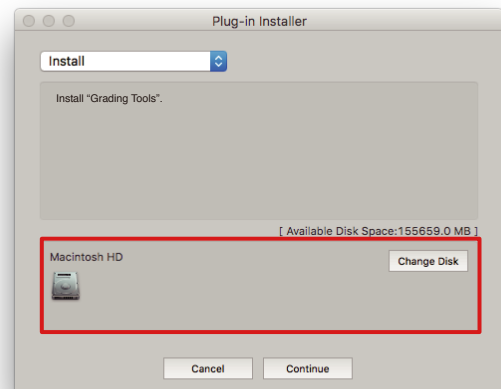 Plug-in Installer
Install
Install “Grading Tools”.
[ Available Disk Space:155659.0 MB ]
Macintosh HD
Change Disk
Cancel
Continue